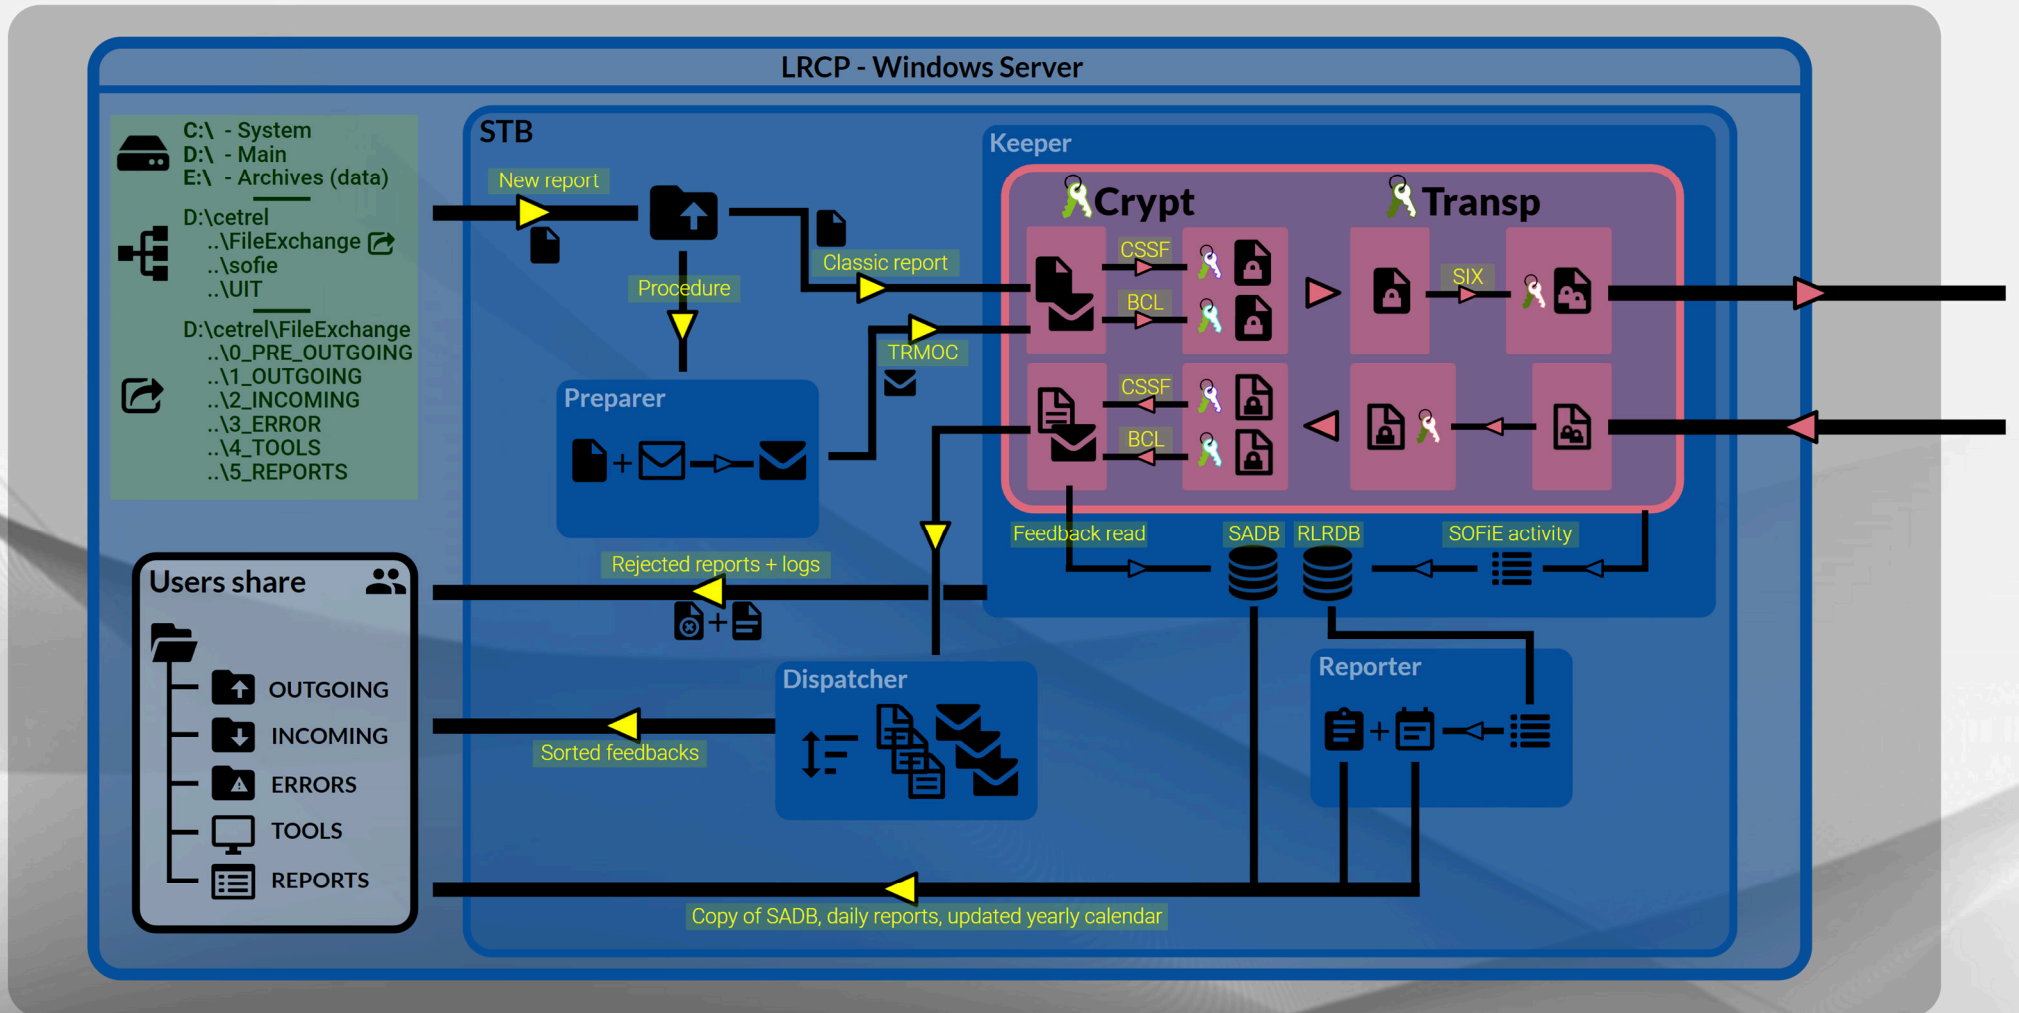 LRCP - Windows Server
C:\ - System
D:\ - Main
E:\ - Archives (data)
D:\cetrel
..\FileExchange
..\sofie
..\UIT
D:\cetrel\FileExchange
..\0_PRE_OUTGOING
..\1_OUTGOING
..\2_INCOMING
..\3_ERROR
..\4_TOOLS
..\5_REPORTS
Users share
OUTGOING
INCOMING
ERRORS
TOOLS
REPORTS
STB
New report
Procedure
Classic report
TRMOC
Preparer
Keeper
Crypt
Transp
CSSF
BCL
SIX
CSSF
BCL
Feedback read
SADB
RLRDB
SOFiE activity
Rejected reports + logs
Dispatcher
Sorted feedbacks
Reporter
Copy of SADB, daily reports, updated yearly calendar